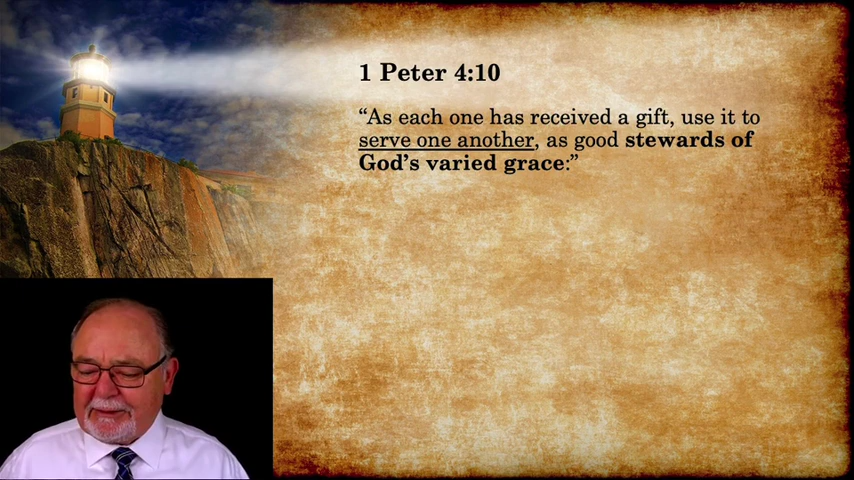 1 Peter 4:10
“As each one has received a gift, use it to
serve one another, as good stewards of
God’s varied grace:”